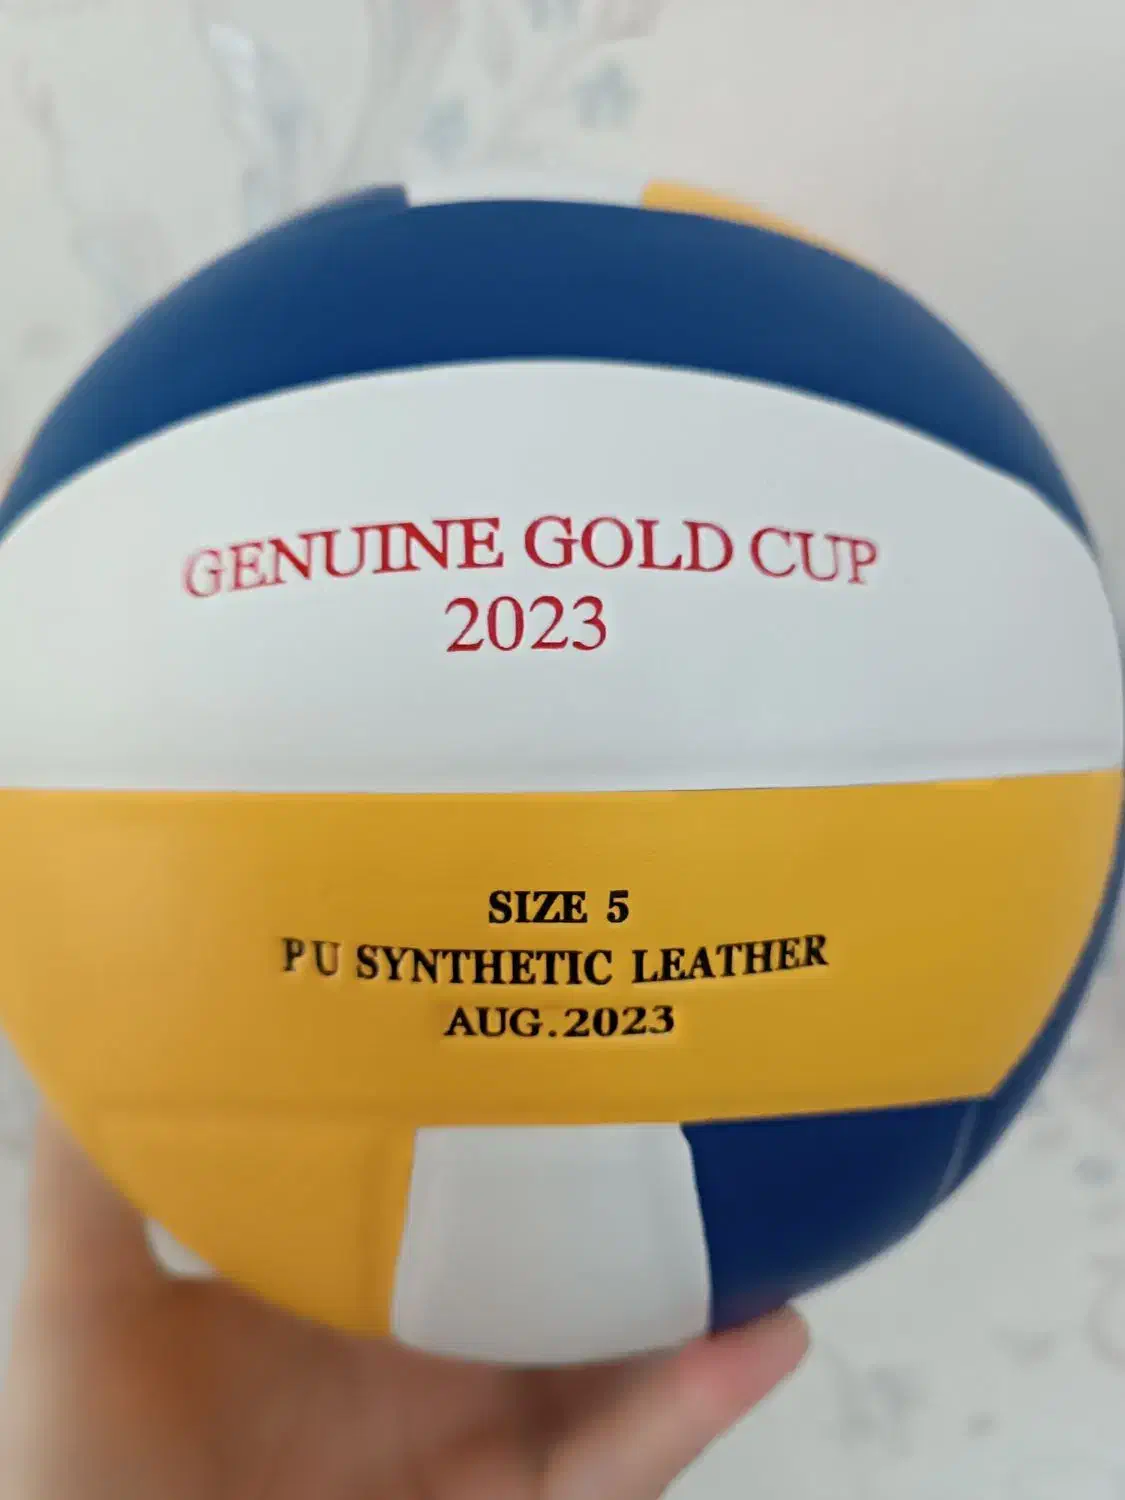 GENUINE GOLD CUP
2023
SIZE 5
PU SYNTHETIC LEATHER
AUG.2023